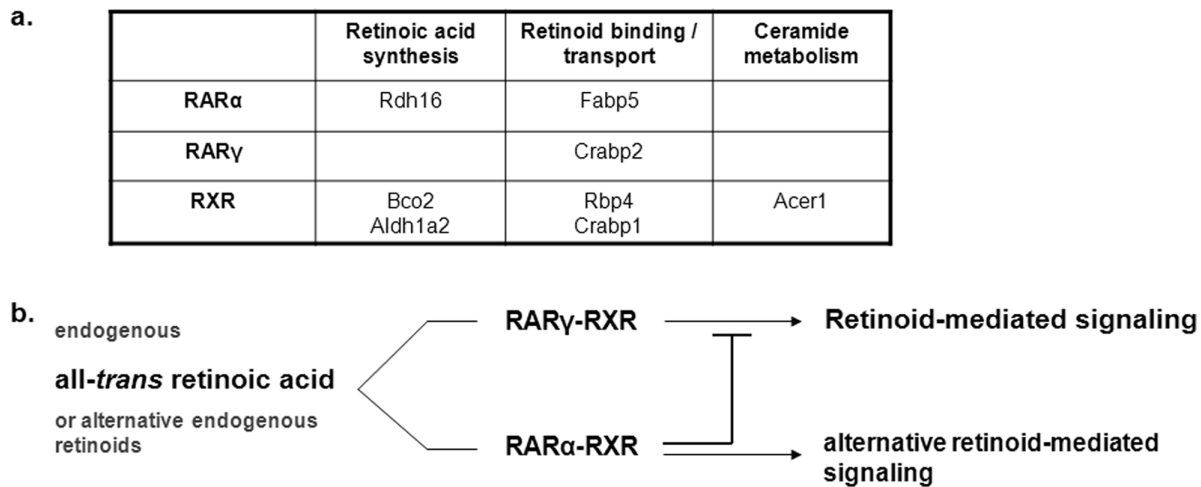 a.
Retinoic acid
synthesis
Retinoid binding /
transport
Ceramide
metabolism
RARα
Rdh16
Fabp5
RARγ
Crabp2
RXR
Bco2
Aldh1a2
Rbp4
Crabp1
Acer1
b.
endogenous
all-trans retinoic acid
or alternative endogenous
retinoids
RARγ-RXR
Retinoid-mediated signaling
RARα-RXR
alternative retinoid-mediated
signaling